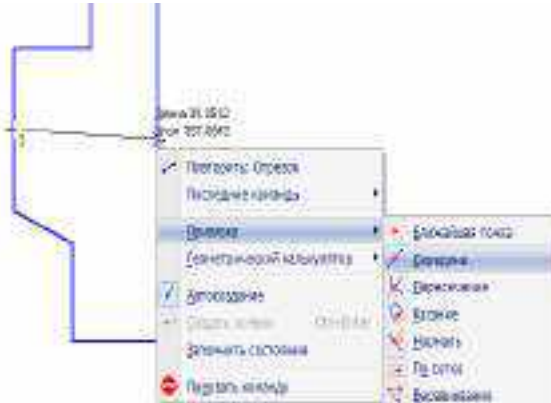 Повторить: Отрезок
Последние команды
Привязка
Геометрический калькулятор
Автосоздание
Запомнить состояние
Прервать команду
Ближайшая точка
Середина
Пересечение
Касание
Нормаль
По сетке
Выравнивание